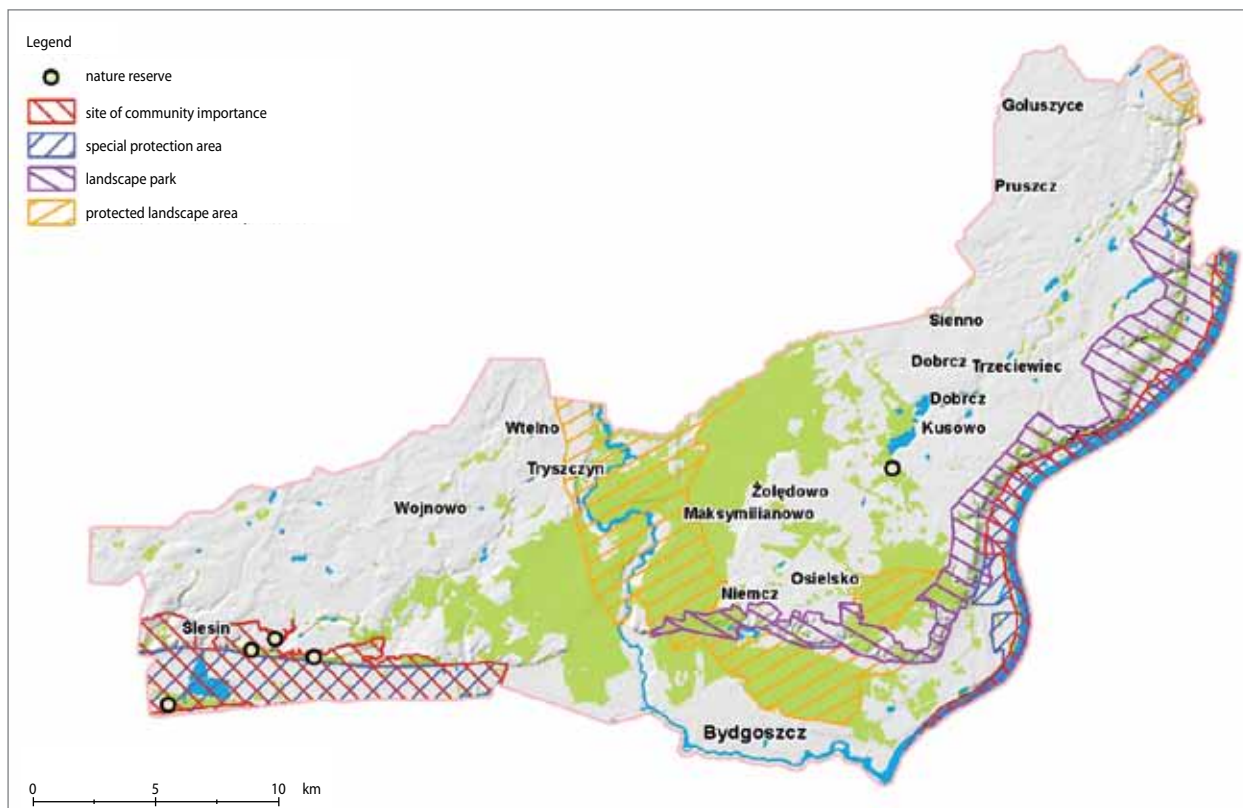 Legend
nature reserve
site of community importance
special protection area
landscape park
protected landscape area
Gołuszyce
Pruszcz
Sienno
Dobrcz Trzeciewiec
Dobrcz
Kusowo
Wtelno
Tryszczyn
Wojnowo
Żołędowo
Maksymilianowo
Osielsko
Niemcz
Ślesin
Bydgoszcz
0 5 10 km